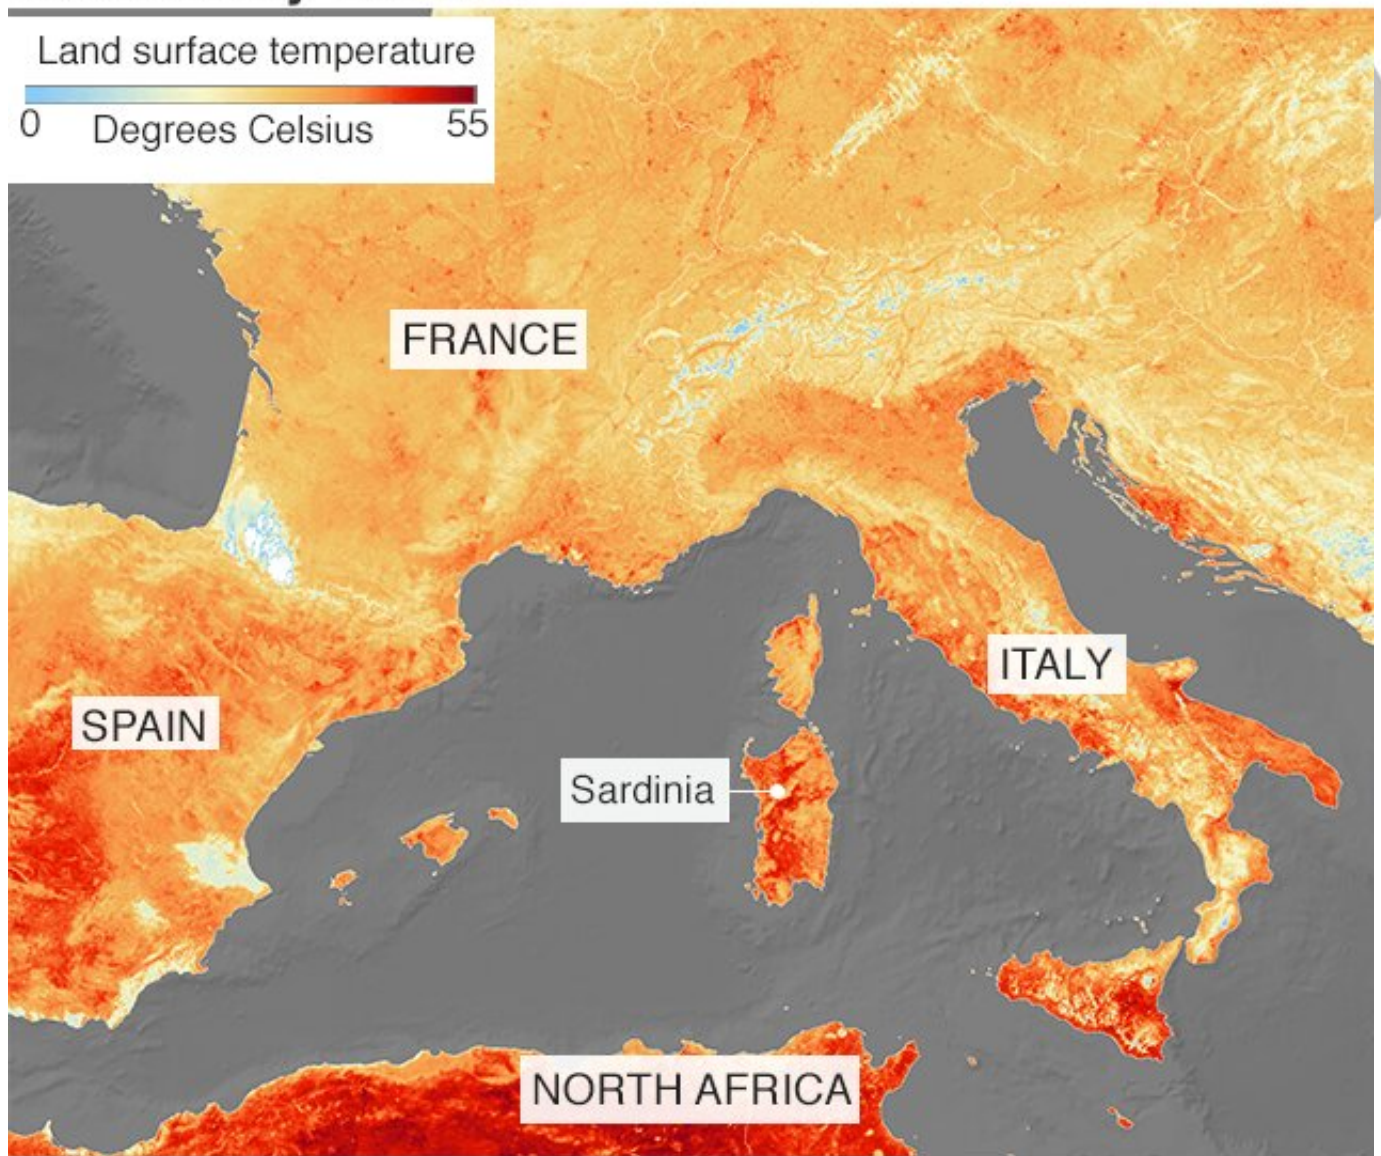 Land surface temperature
0 Degrees Celsius 55
FRANCE
ITALY
SPAIN
Sardinia
NORTH AFRICA